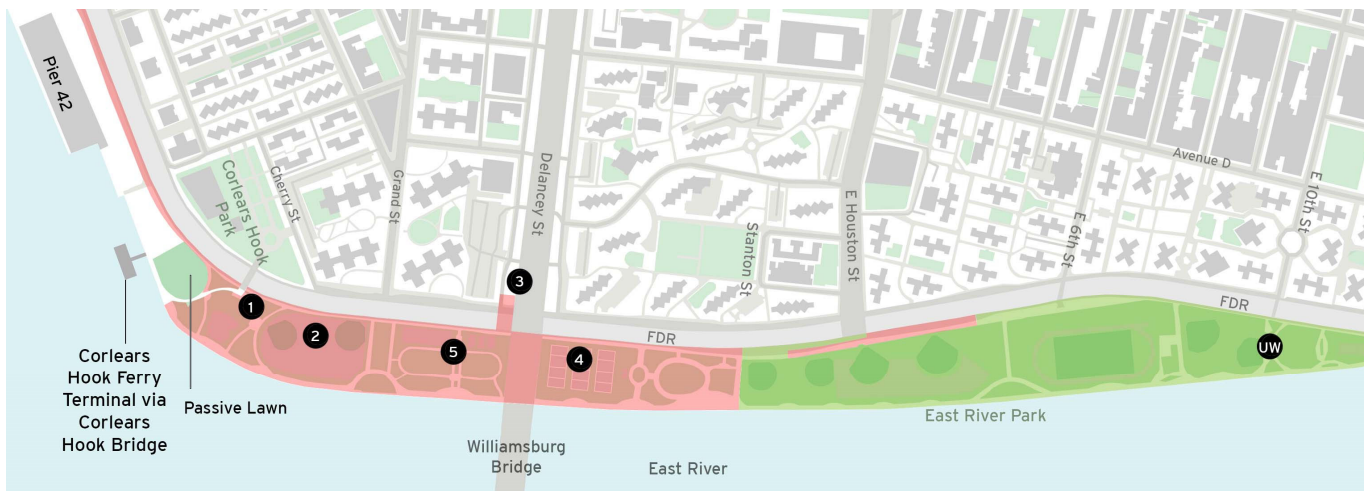 Pier 42
Corlears Hook
Park
Cherry St
Grand St
Delancey St
Stanton St
E Houston St
E 6th St
Avenue D
E 10th St
3
1
2
5
4
FDR
FDR
UW
Corlears
Hook Ferry
Terminal via
Corlears
Hook Bridge
Passive Lawn
Williamsburg
Bridge
East River
East River Park